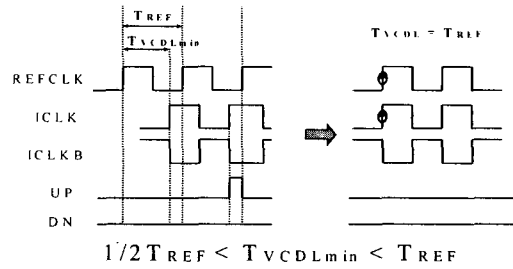 TREF
TVCDLmin
TVCDL = TREF
REFCLK
ICLK
ICLKB
UP
DN
1/2TREF < TVCDLmin < TREF